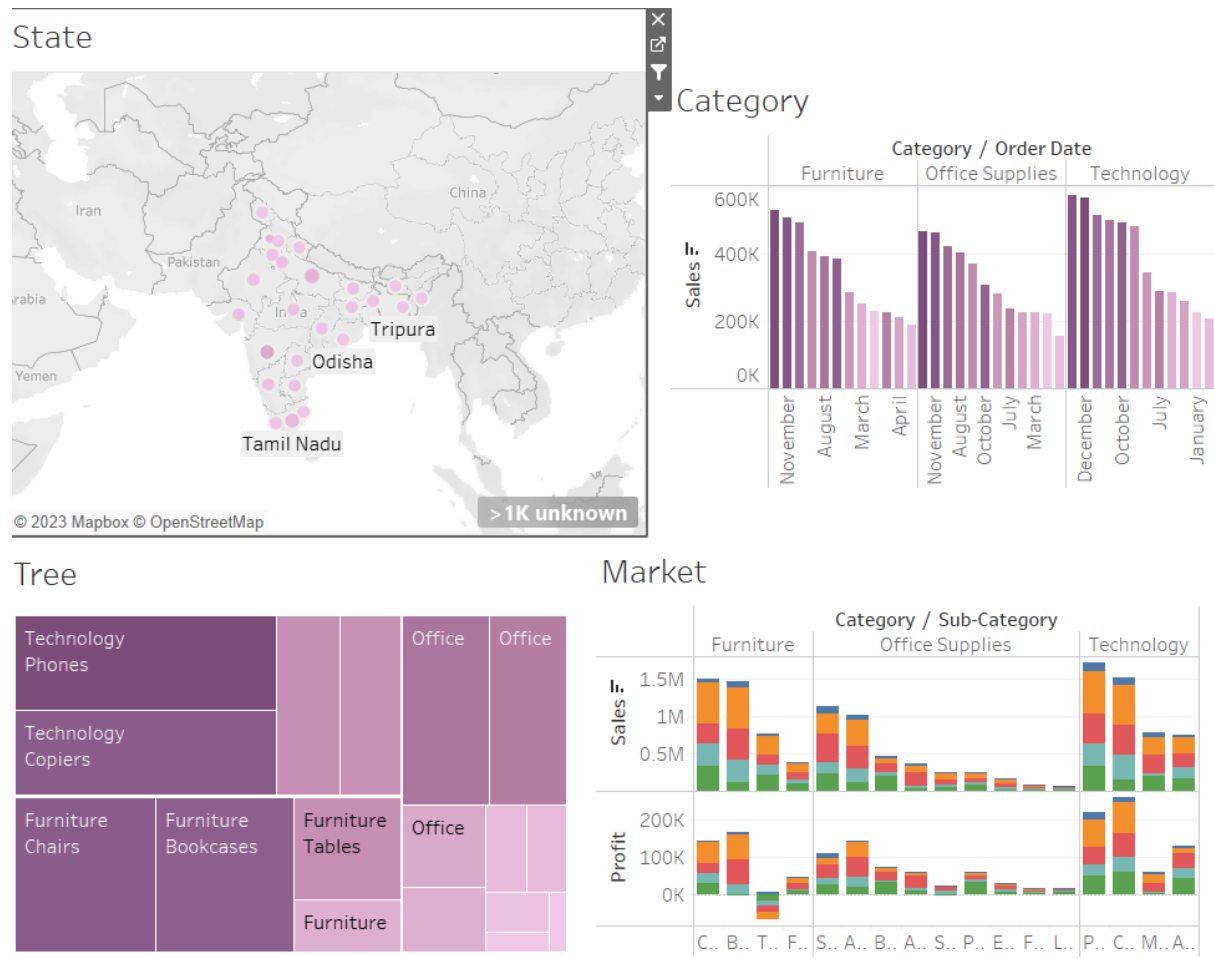 State
China
Iran
Pakistan
India
Tripura
Odisha
Yemen
Tamil Nadu
© 2023 Mapbox © OpenStreetMap
>1K unknown
Category
Category / Order Date
Furniture
Office Supplies
Technology
Sales
600K
400K
200K
0K
November
August
March
April
November
August
October
July
March
December
October
July
January
Tree
Technology
Phones
Technology
Copiers
Furniture
Chairs
Furniture
Bookcases
Furniture
Tables
Furniture
Office
Office
Office
Market
Category / Sub-Category
Furniture
Office Supplies
Technology
Sales
1.5M
1M
0.5M
Profit
200K
100K
0K
C.. B.. T.. F.. S.. A.. B.. A.. S.. P.. E.. F.. L.. P.. C.. M.. A..